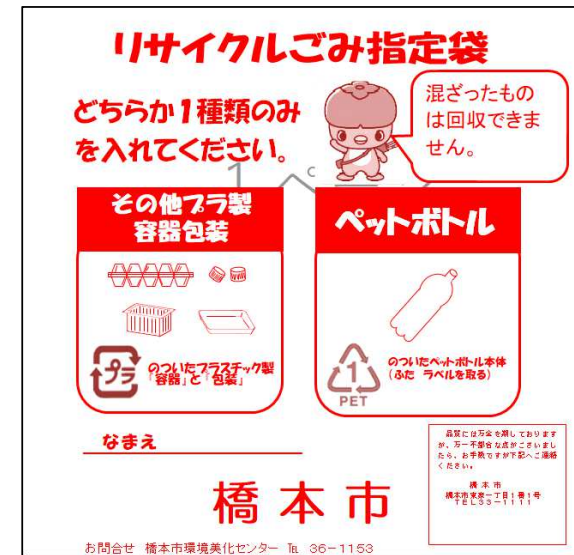 リサイクルごみ指定袋
どちらか1種類のみ
を入れてください。
混ざったもの
は回収できま
せん。
その他プラ製
容器包装
プラ
のついたプラスチック製
「容器」と「包装」
ペットボトル
1
PET
のついたペットボトル本体
(ふた ラベルを取る)
なまえ
橋本市
お問合せ 橋本市環境美化センター ℡ 36-1153
品質には万全を期しております
が、万一不都合な点がございまし
たら、お手数ですが下記へご連絡
ください。
橋本市
橋本市東家一丁目1番1号
TEL33-1111